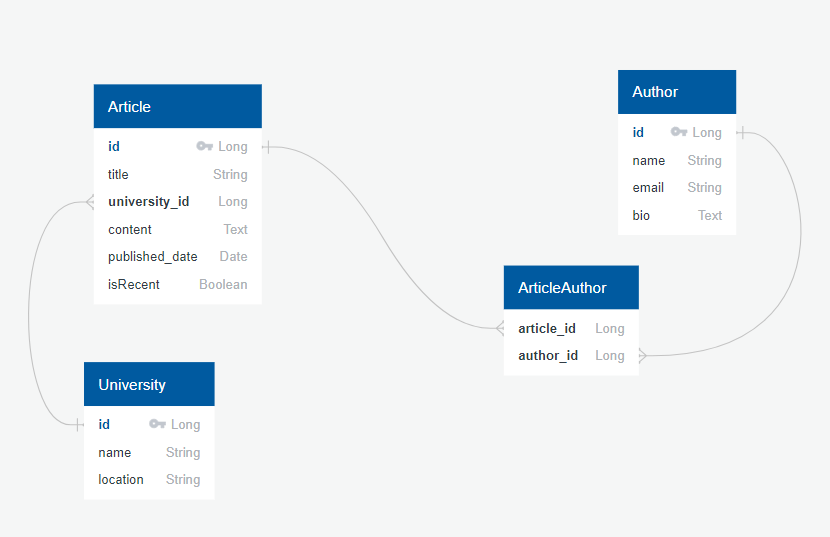 Article
id Long
title String
university_id Long
content Text
published_date Date
isRecent Boolean
Author
id Long
name String
email String
bio Text
ArticleAuthor
article_id Long
author_id Long
University
id Long
name String
location String